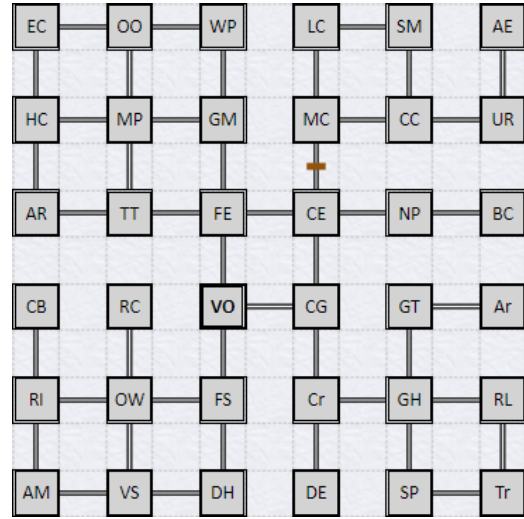 EC OO WP LC SM AE
HC MP GM MC CC UR
AR TT FE CE NP BC
CB RC VO CG GT Ar
RI OW FS Cr GH RL
AM VS DH DE SP Tr